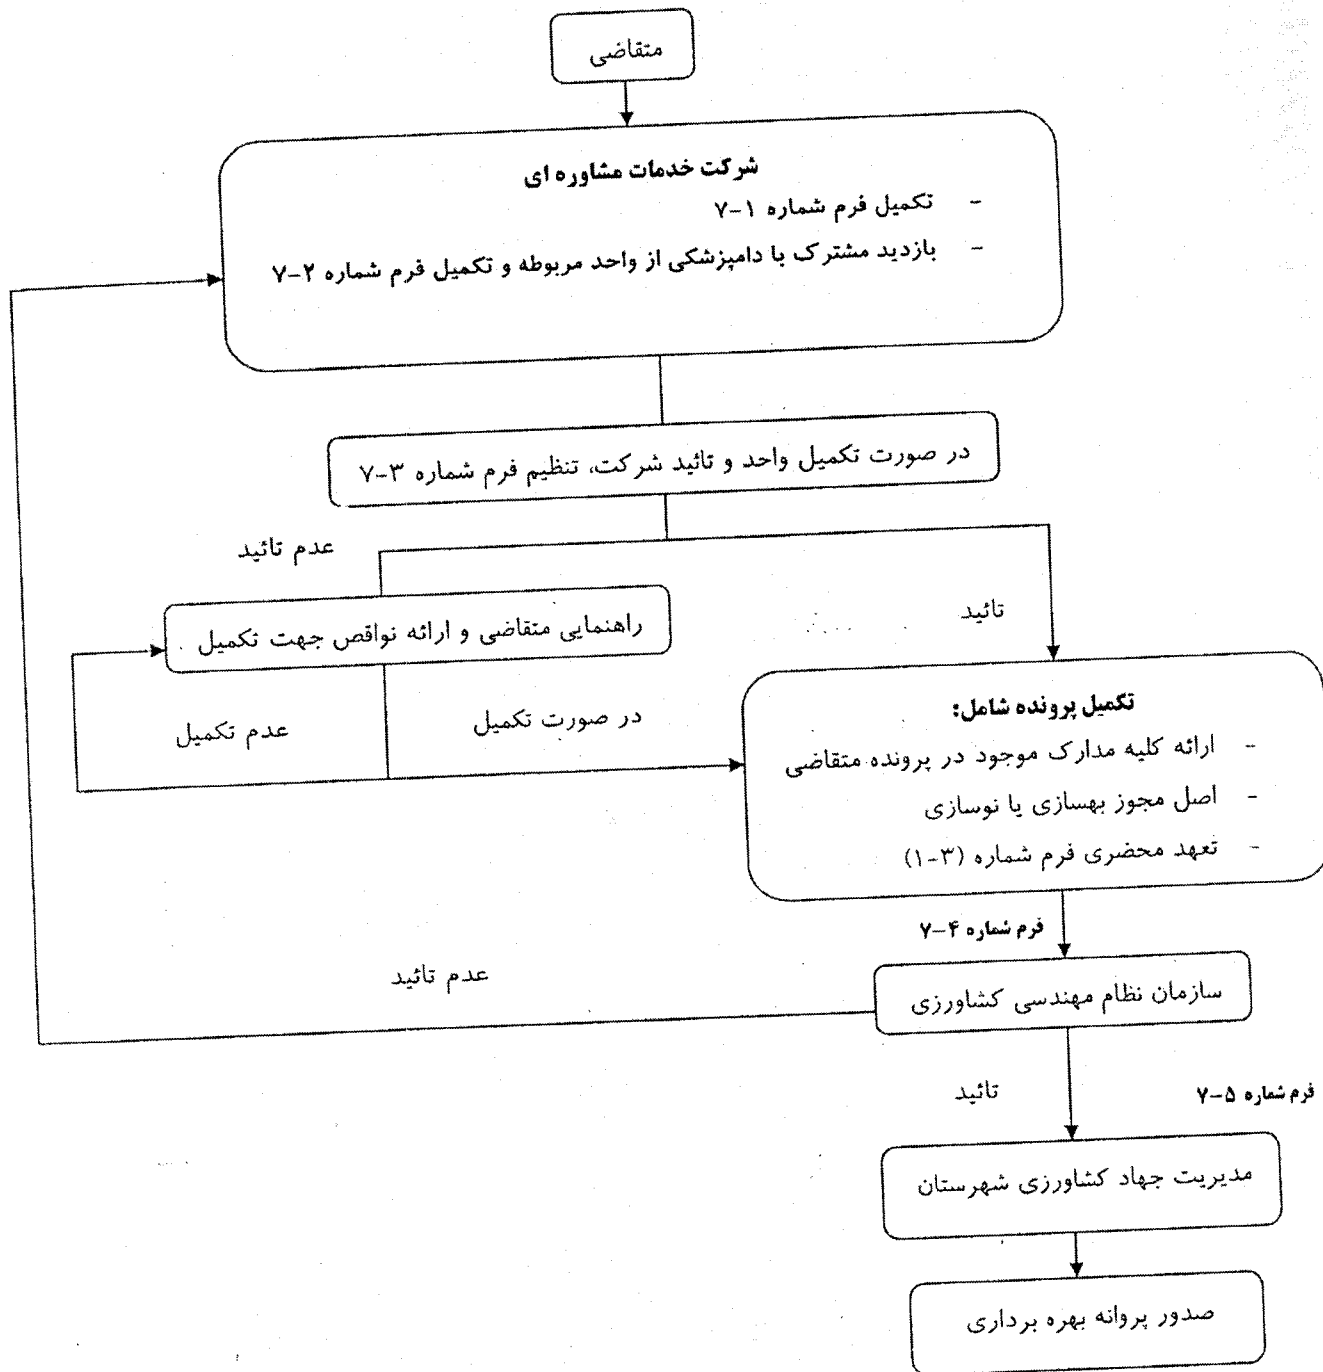 متقاضی
شرکت خدمات مشاوره ای
- تکمیل فرم شماره ۱-۷
- بازدید مشترک با دامپزشکی از واحد مربوطه و تکمیل فرم شماره ۲-۷
در صورت تکمیل واحد و تائید شرکت، تنظیم فرم شماره ۳-۷
عدم تائید
تائید
راهنمایی متقاضی و ارائه نواقص جهت تکمیل
در صورت تکمیل
عدم تکمیل
تکمیل پرونده شامل:
- ارائه کلیه مدارک موجود در پرونده متقاضی
- اصل مجوز بهسازی یا نوسازی
- تعهد محضری فرم شماره (۳-۱)
فرم شماره ۴-۷
عدم تائید
سازمان نظام مهندسی کشاورزی
تائید
فرم شماره ۵-۷
مدیریت جهاد کشاورزی شهرستان
صدور پروانه بهره برداری